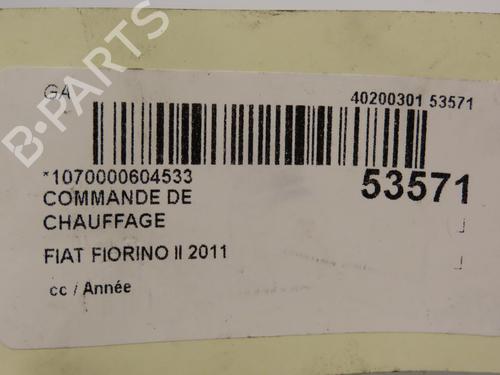 GA
40200301 53571
*1070000604533
53571
COMMANDE DE
CHAUFFAGE
FIAT FIORINO II 2011
cc / Année
B-PARTS